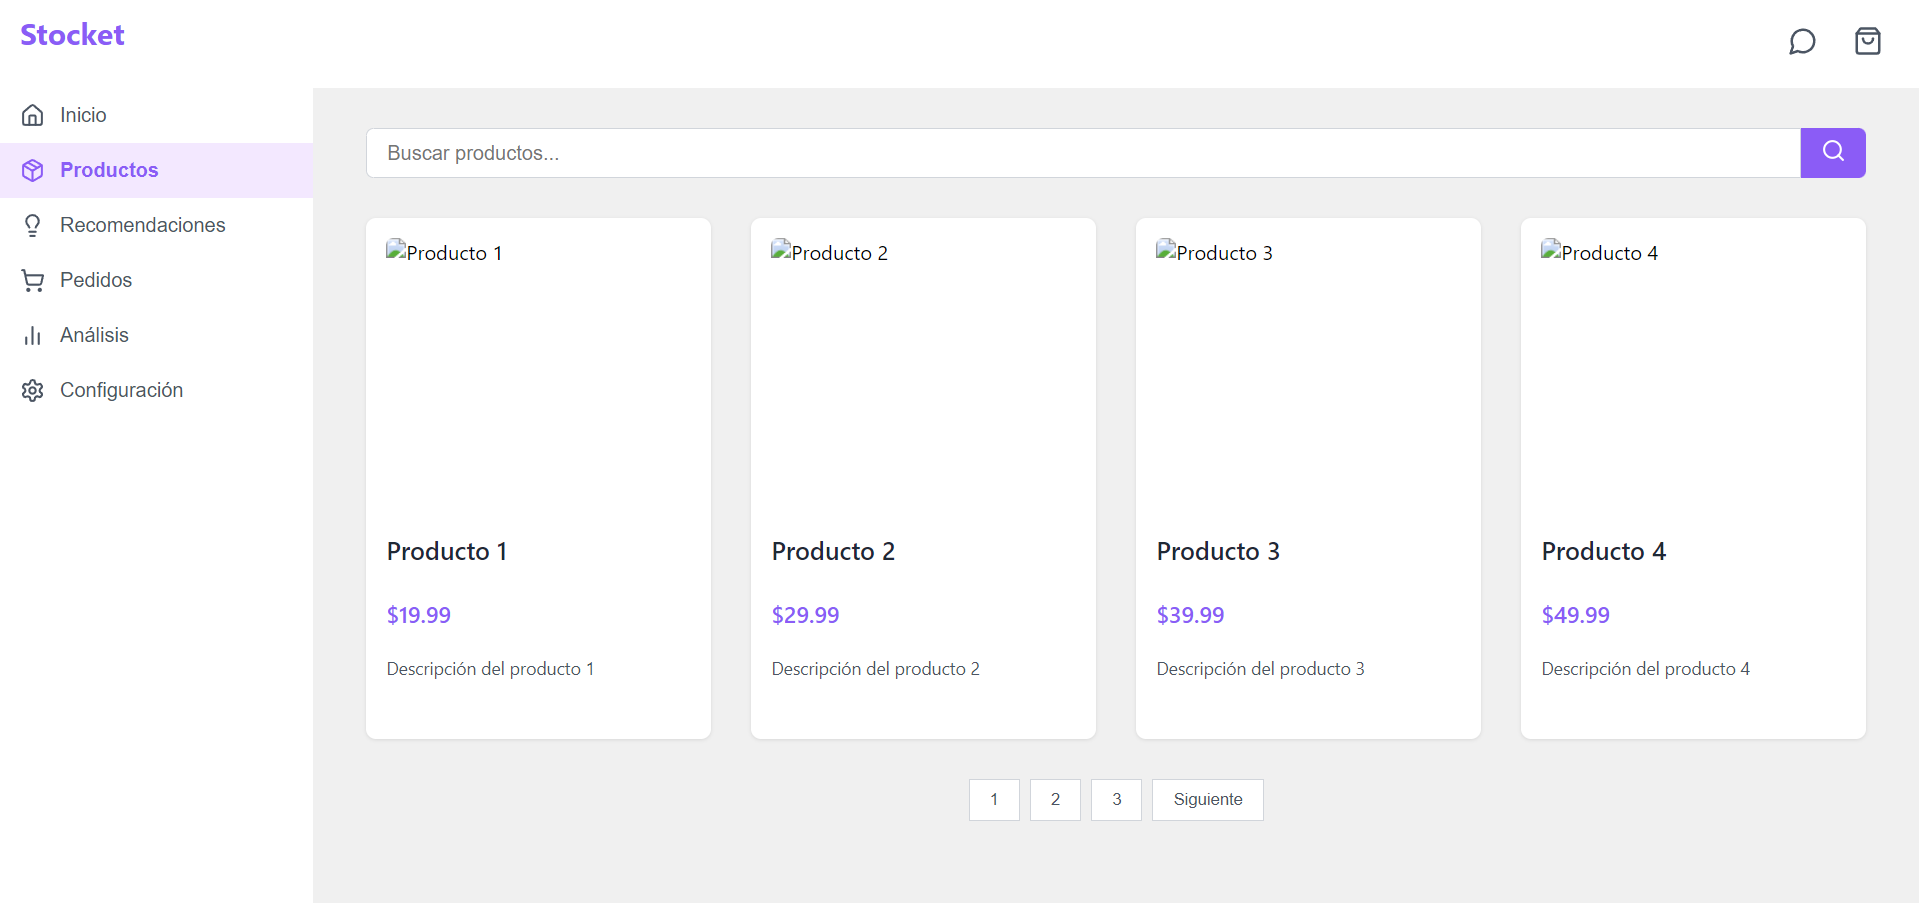 Stocket
Inicio
Productos
Recomendaciones
Pedidos
Análisis
Configuración
Buscar productos...
Producto 1
Producto 1
$19.99
Descripción del producto 1
Producto 2
Producto 2
$29.99
Descripción del producto 2
Producto 3
Producto 3
$39.99
Descripción del producto 3
Producto 4
Producto 4
$49.99
Descripción del producto 4
1 2 3 Siguiente